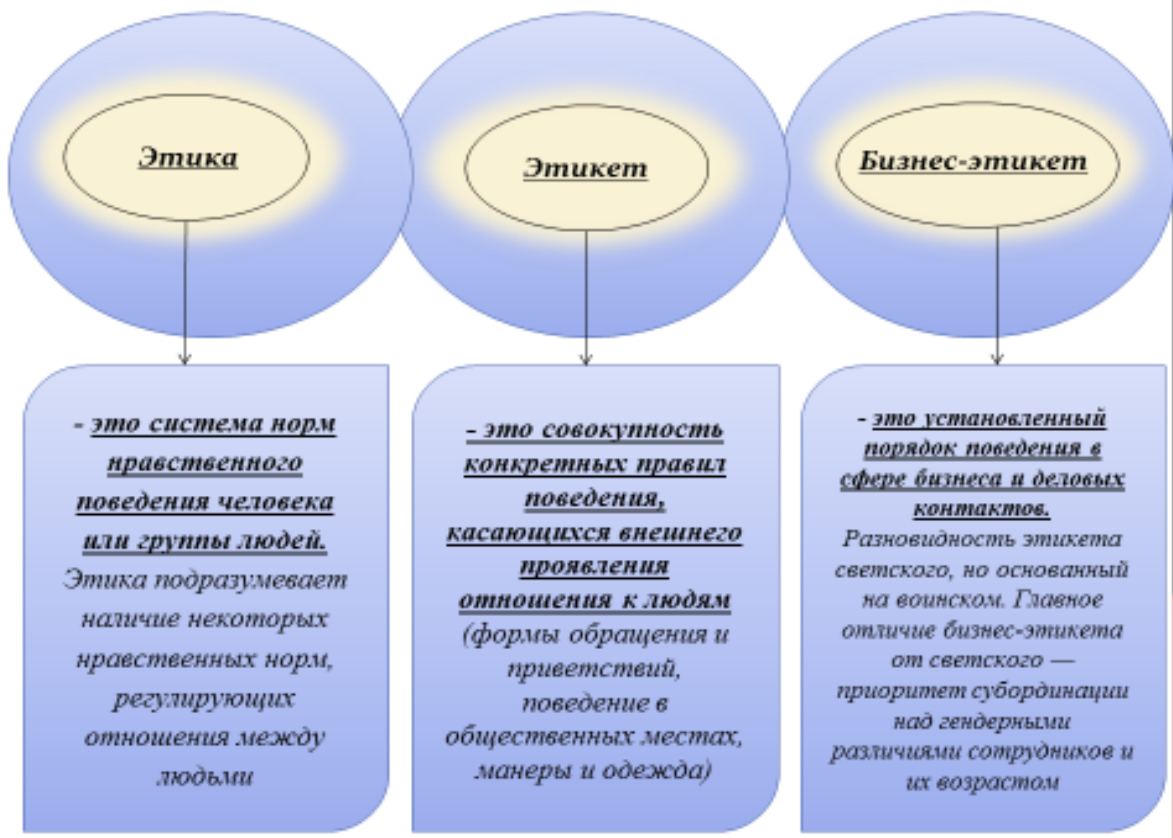 Этика
- это система норм
нравственного
поведения человека
или группы людей.
Этика подразумевает
наличие некоторых
нравственных норм,
регулирующих
отношения между
людьми
Этикет
- это совокупность
конкретных правил
поведения,
касающихся внешнего
проявления
отношения к людям
(формы обращения и
приветствий,
поведение в
общественных местах,
манеры и одежда)
Бизнес-этикет
- это установленный
порядок поведения в
сфере бизнеса и деловых
контактов.
Разновидность этикета
светского, но основанный
на воинском. Главное
отличие бизнес-этикета
от светского —
приоритет субординации
над гендерными
различиями сотрудников и
их возрастом